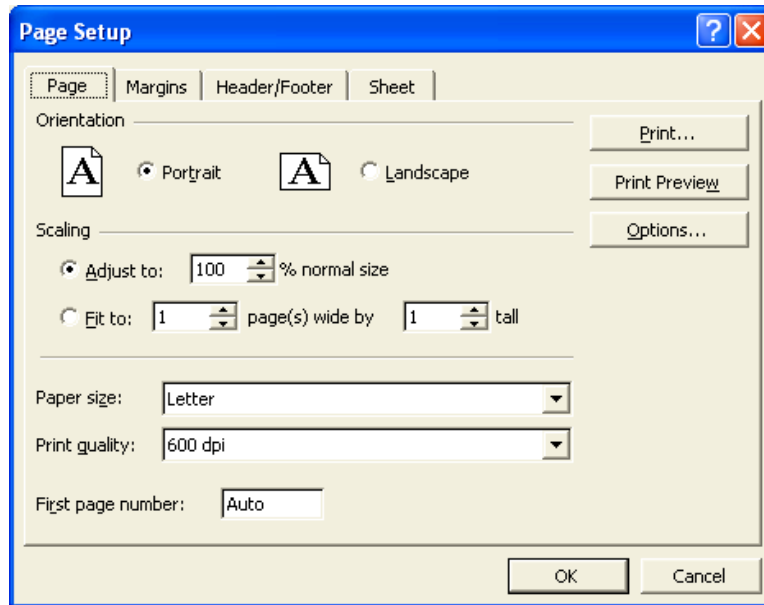 Page Setup
Page Margins Header/Footer Sheet
Orientation
A Portrait A Landscape
Print...
Print Preview
Options...
Scaling
Adjust to: 100 % normal size
Fit to: 1 page(s) wide by 1 tall
Paper size: Letter
Print quality: 600 dpi
First page number: Auto
OK Cancel